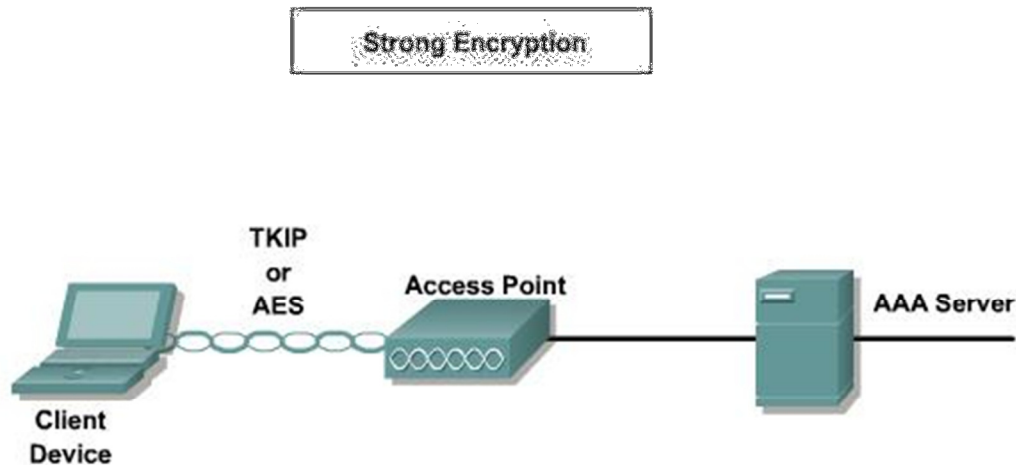 Strong Encryption
TKIP
or
AES
Access Point
AAA Server
Client
Device